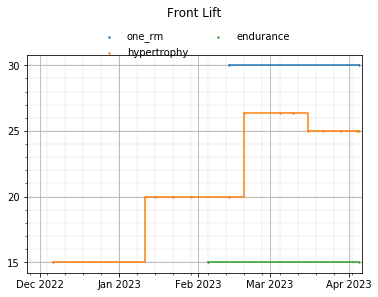 Front Lift
one_rm endurance
hypertrophy
30
25
20
15
Dec 2022 Jan 2023 Feb 2023 Mar 2023 Apr 2023